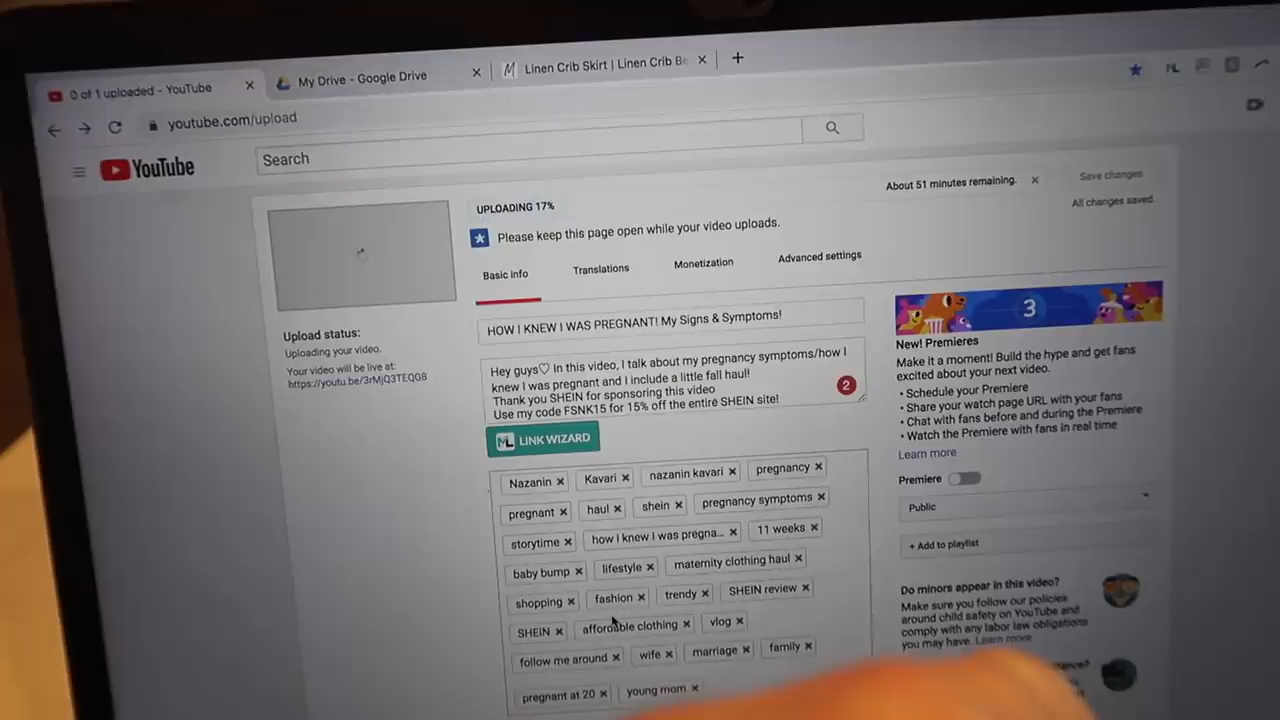 0 of 1 uploaded - YouTube
My Drive - Google Drive
Linen Crib Skirt | Linen Crib Be
youtube.com/upload
YouTube
Search
About 51 minutes remaining.
Save changes
All changes saved.
UPLOADING 17%
Please keep this page open while your video uploads.
Basic info
Translations
Monetization
Advanced settings
Upload status:
Uploading your video.
Your video will be live at:
https://youtu.be/3rMjQ3TEQG8
HOW I KNEW I WAS PREGNANT! My Signs & Symptoms!
Hey guys♡ In this video, I talk about my pregnancy symptoms/how I
knew I was pregnant and I include a little fall haul!
Thank you SHEIN for sponsoring this video
Use my code FSNK15 for 15% off the entire SHEIN site!
2
ML LINK WIZARD
Nazanin Kavari nazanin kavari pregnancy
pregnant haul shein pregnancy symptoms
storytime how I knew I was pregna... 11 weeks
baby bump lifestyle maternity clothing haul
shopping fashion trendy SHEIN review
SHEIN affordable clothing vlog
follow me around wife marriage family
pregnant at 20 young mom
3
New! Premieres
Make it a moment! Build the hype and get fans
excited about your next video.
• Schedule your Premiere
• Share your watch page URL with your fans
• Chat with fans before and during the Premiere
• Watch the Premiere with fans in real time
Learn more
Premiere
Public
+ Add to playlist
Do minors appear in this video?
Make sure you follow our policies
around child safety on YouTube and
comply with any labor law obligations
you may have. Learn more